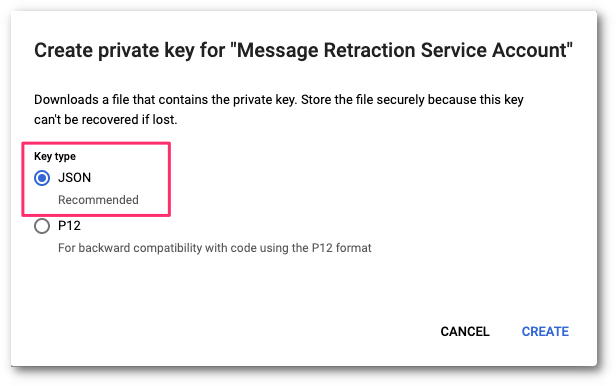 Create private key for "Message Retraction Service Account"
Downloads a file that contains the private key. Store the file securely because this key
can't be recovered if lost.
Key type
JSON
Recommended
P12
For backward compatibility with code using the P12 format
CANCEL CREATE